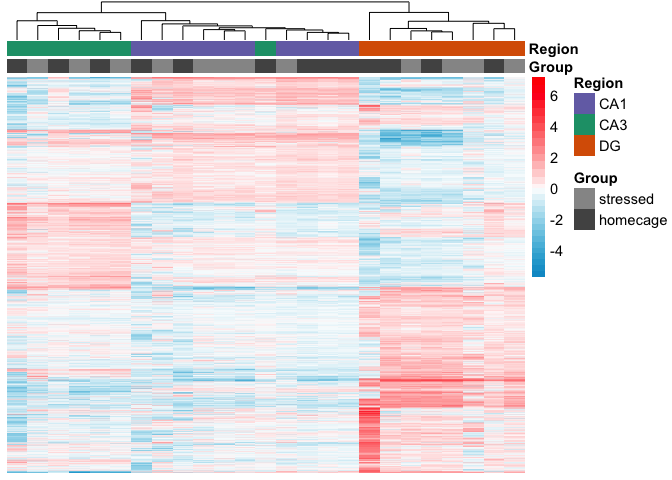 Region
Group
6
4
2
0
-2
-4
Region
CA1
CA3
DG
Group
stressed
homecage